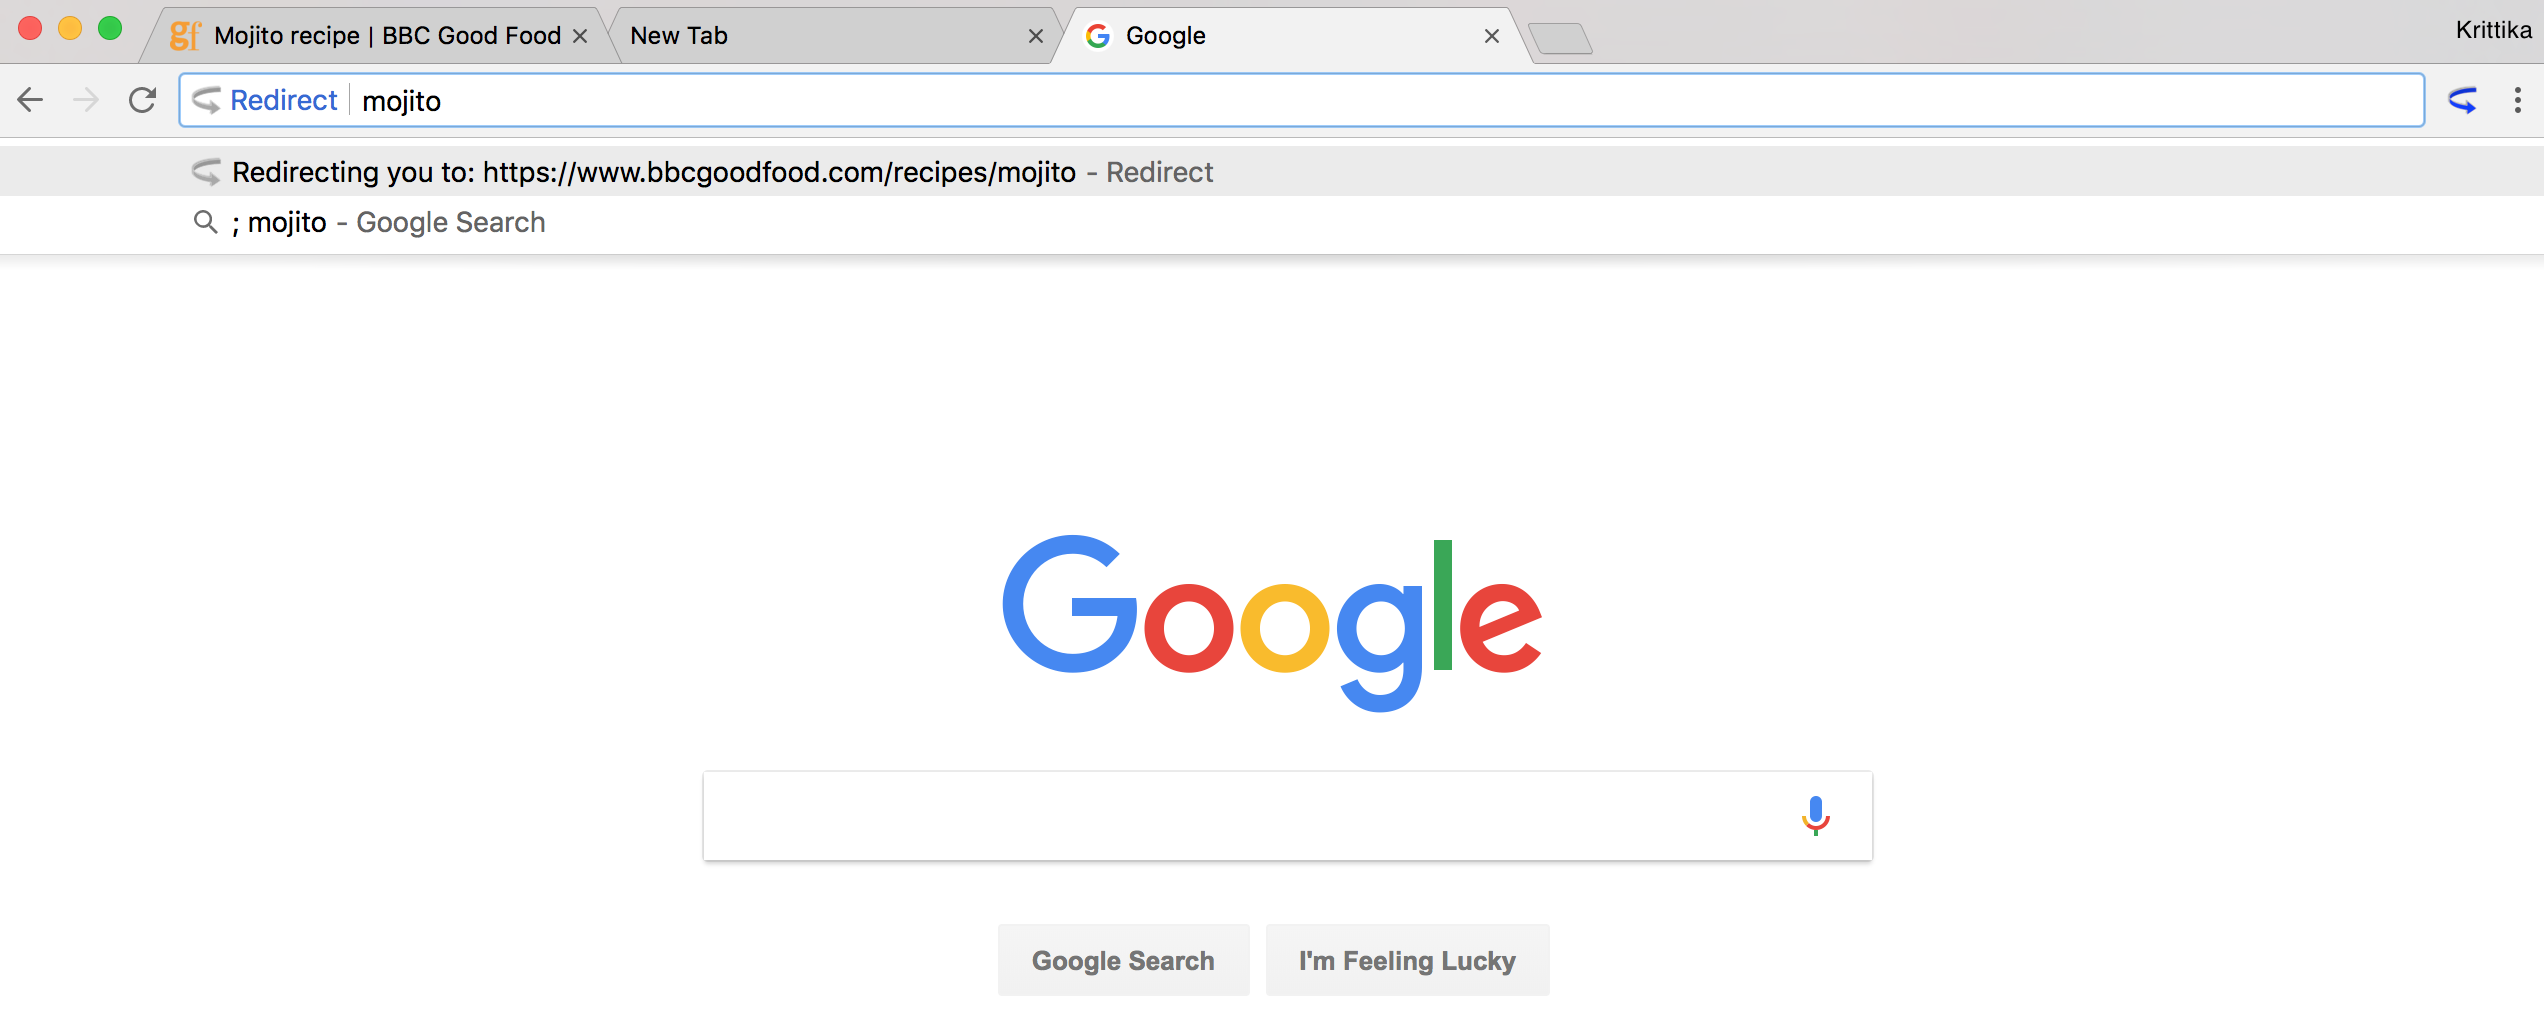 gf Mojito recipe | BBC Good Food New Tab Google Krittika
Redirect mojito
Redirecting you to: https://www.bbcgoodfood.com/recipes/mojito - Redirect
; mojito - Google Search
Google
Google Search I'm Feeling Lucky